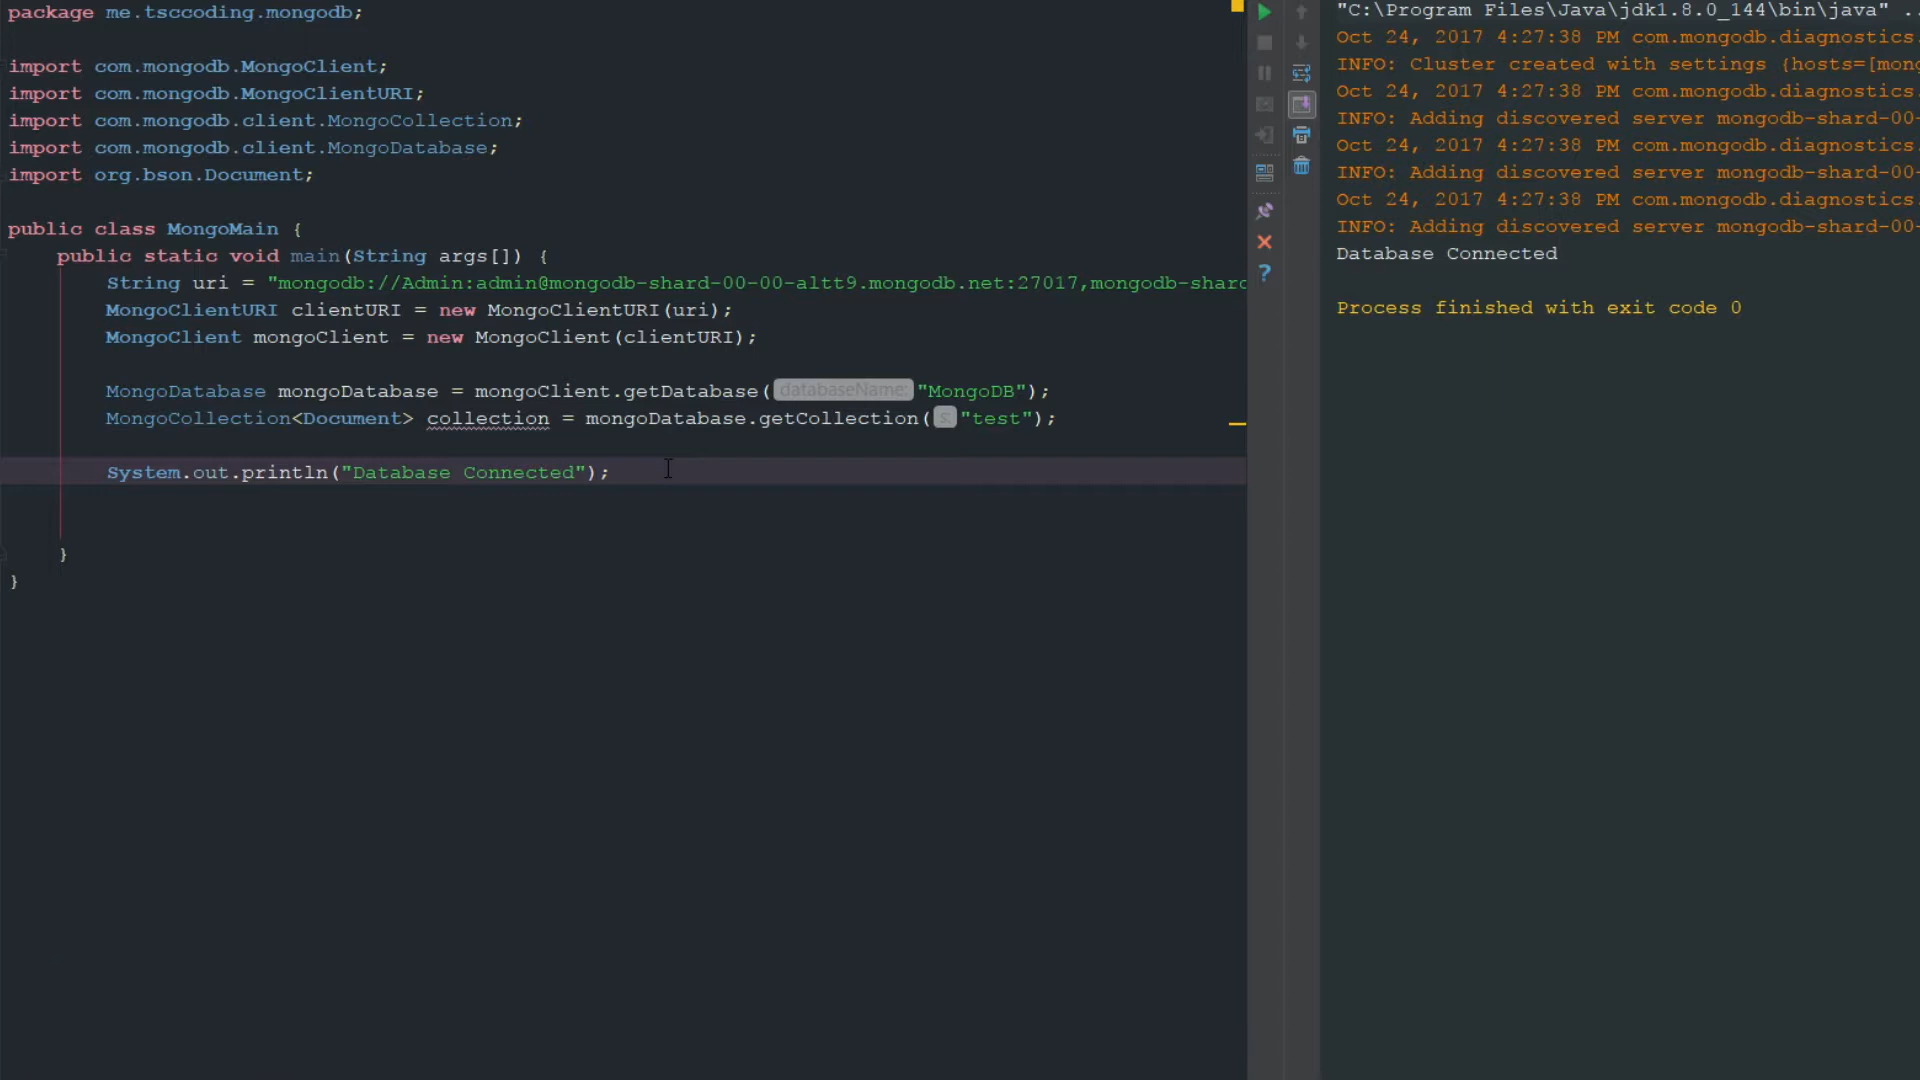 package me.tsccoding.mongodb;
import com.mongodb.MongoClient;
import com.mongodb.MongoClientURI;
import com.mongodb.client.MongoCollection;
import com.mongodb.client.MongoDatabase;
import org.bson.Document;
public class MongoMain {
public static void main(String args[]) {
String uri = "mongodb://Admin:admin@mongodb-shard-00-00-altt9.mongodb.net:27017,mongodb-shard
MongoClientURI clientURI = new MongoClientURI(uri);
MongoClient mongoClient = new MongoClient(clientURI);
MongoDatabase mongoDatabase = mongoClient.getDatabase( databaseName: "MongoDB");
MongoCollection<Document> collection = mongoDatabase.getCollection( s: "test");
System.out.println("Database Connected");
}
}
"C:\Program Files\Java\jdk1.8.0_144\bin\java" ..
Oct 24, 2017 4:27:38 PM com.mongodb.diagnostics.
INFO: Cluster created with settings {hosts=[mong
Oct 24, 2017 4:27:38 PM com.mongodb.diagnostics.
INFO: Adding discovered server mongodb-shard-00-
Oct 24, 2017 4:27:38 PM com.mongodb.diagnostics.
INFO: Adding discovered server mongodb-shard-00-
Oct 24, 2017 4:27:38 PM com.mongodb.diagnostics.
INFO: Adding discovered server mongodb-shard-00-
Database Connected
Process finished with exit code 0